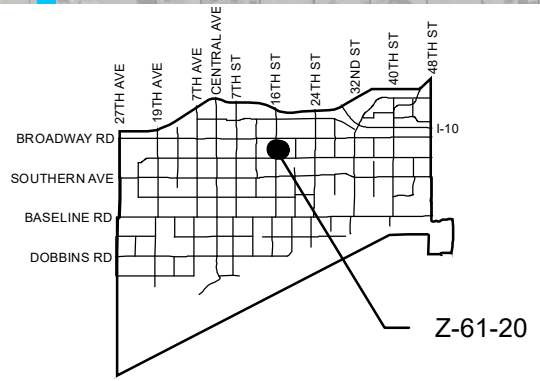 27TH AVE
19TH AVE
7TH AVE
CENTRAL AVE
7TH ST
16TH ST
24TH ST
32ND ST
40TH ST
48TH ST
I-10
BROADWAY RD
SOUTHERN AVE
BASELINE RD
DOBBINS RD
Z-61-20